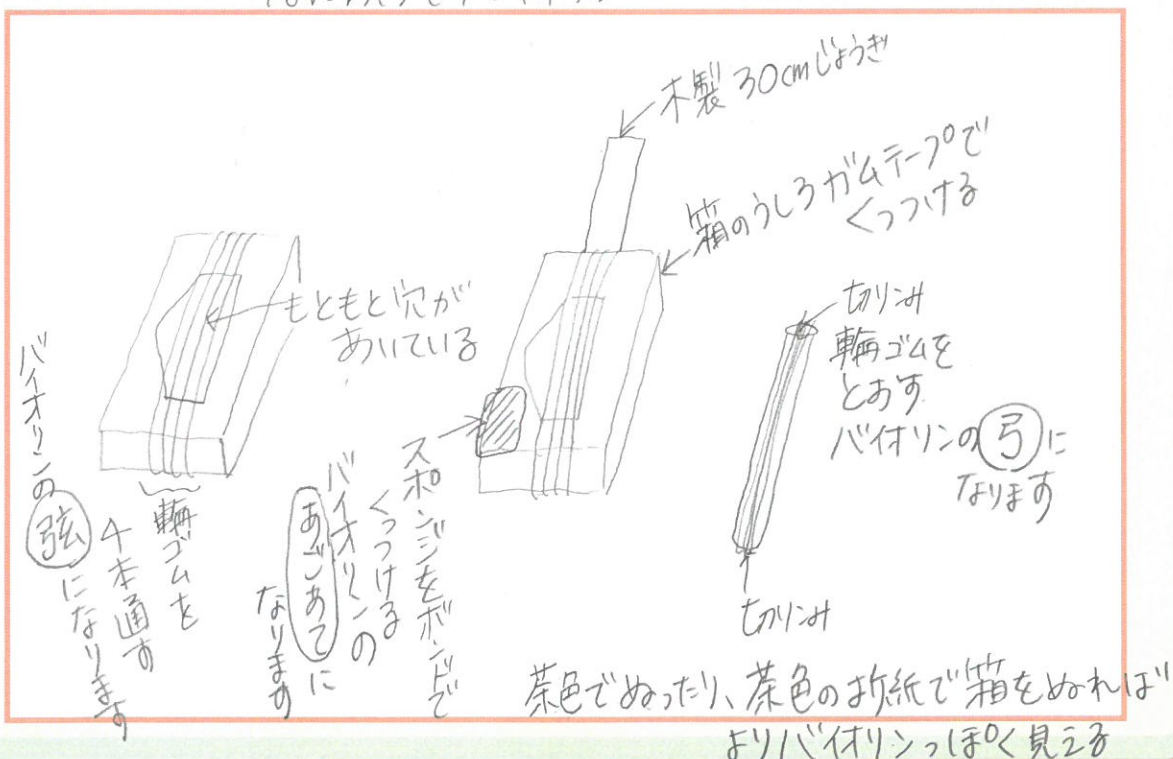 木製30cmじょうぎ
箱のうしろガムテープで
くっつける
もともと穴が
あいている
輪ゴムを
4本通す
バイオリンの弦になります
スポンジをボンドで
くっつける
バイオリンの
あごあてに
なります
切りこみ
輪ゴムを
とおす
バイオリンの弓に
なります
切りこみ
茶色でぬったり、茶色の折紙で箱をぬれば
よりバイオリンっぽく見える